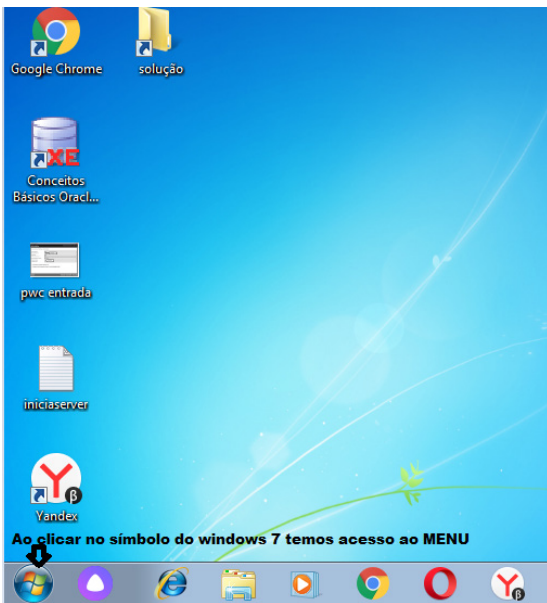 Google Chrome
solução
XE
Conceitos
Básicos Oracl...
pwc entrada
iniciaserver
Y
β
Yandex
Ao clicar no símbolo do windows 7 temos acesso ao MENU
Y
β